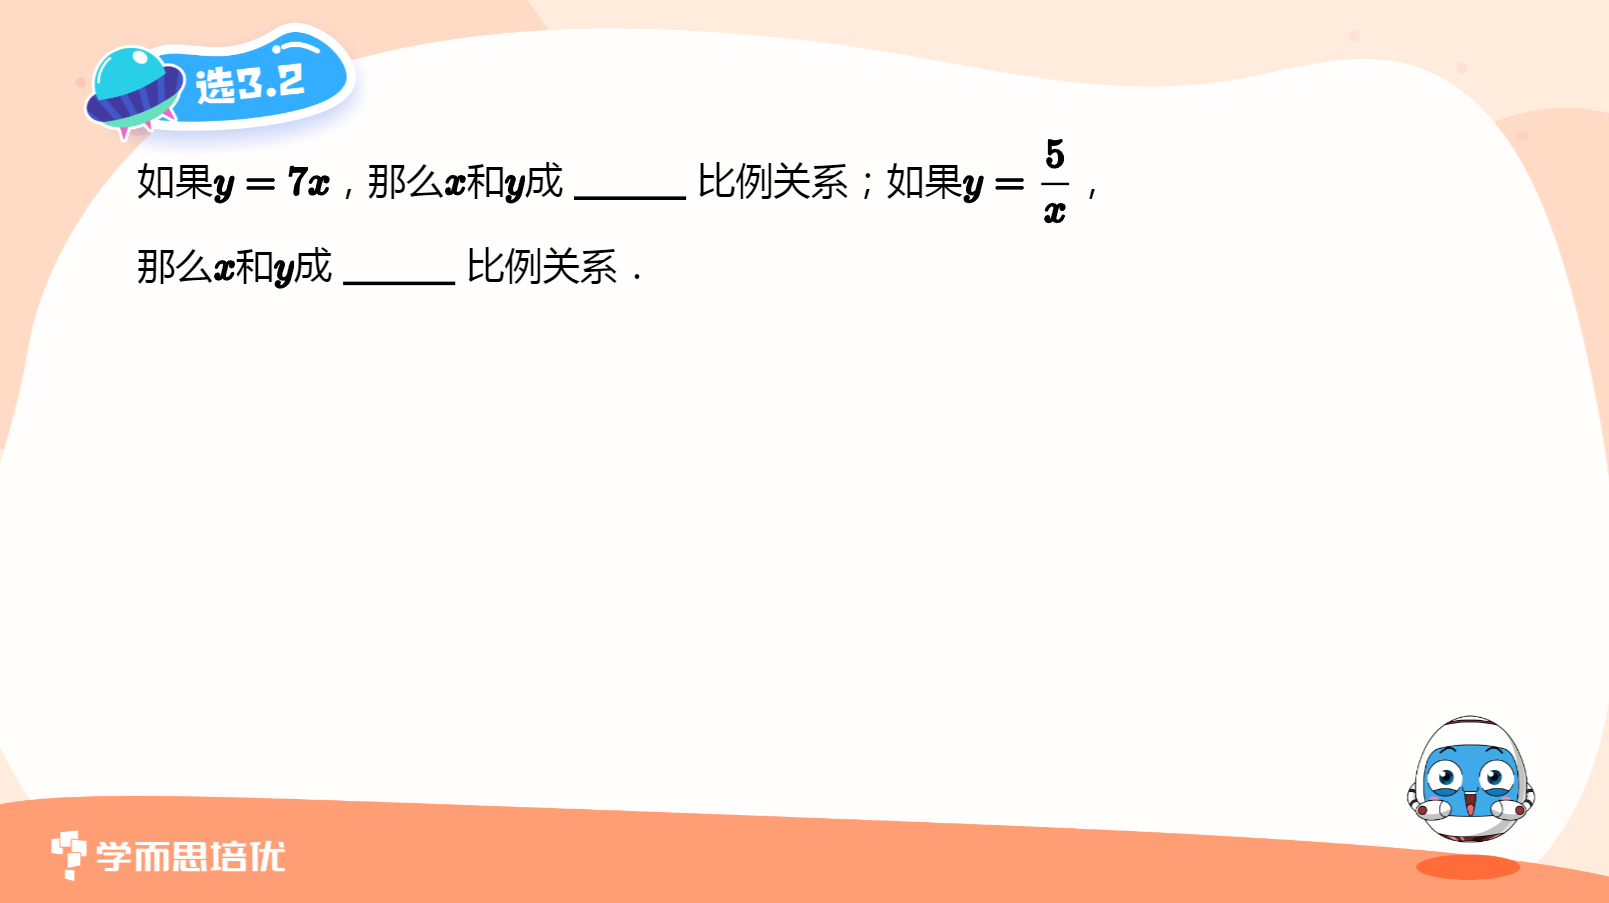 选3.2
如果y = 7x，那么x和y成 ______ 比例关系；如果y = 5/x，
那么x和y成 ______ 比例关系．
学而思培优